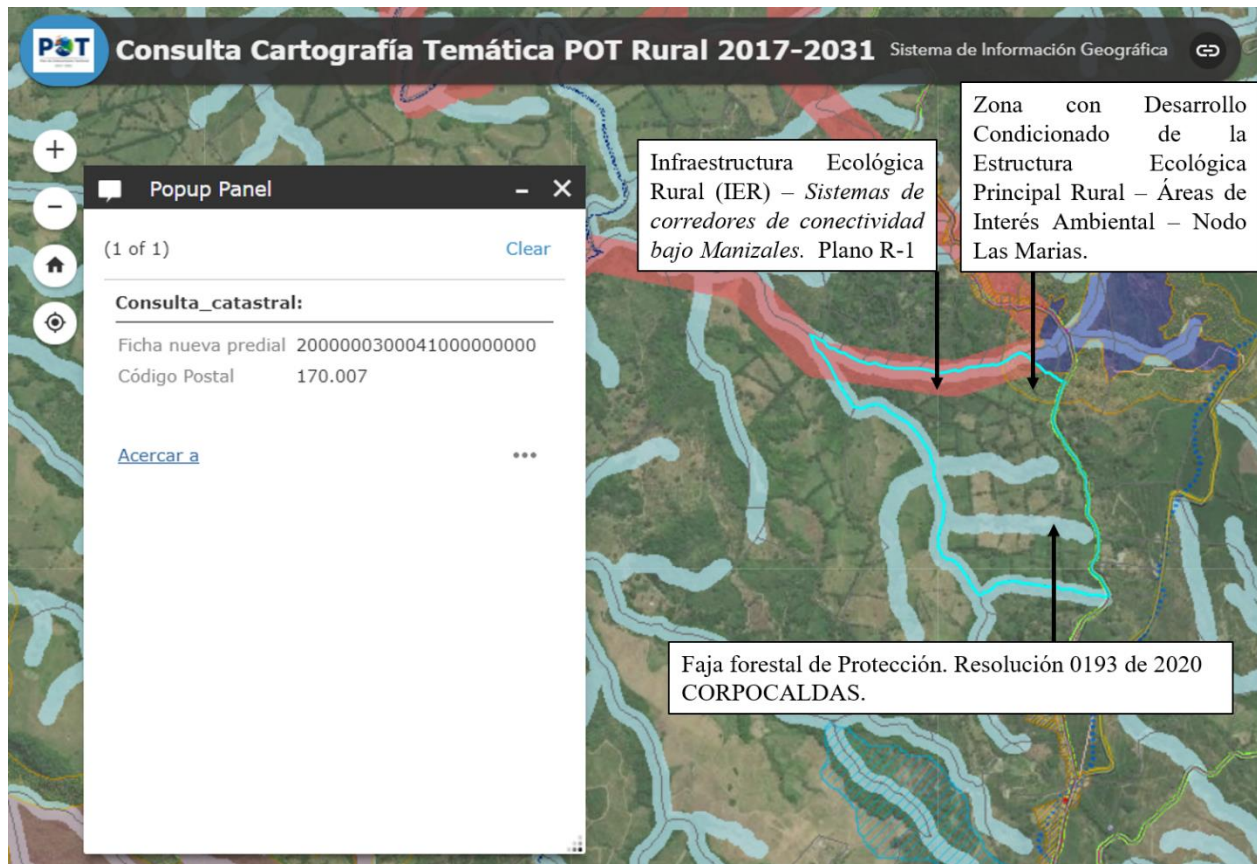 POT
Consulta Cartografía Temática POT Rural 2017-2031 Sistema de Información Geográfica
Popup Panel
(1 of 1) Clear
Consulta_catastral:
Ficha nueva predial 2000000300041000000000
Código Postal 170.007
Acercar a
Infraestructura Ecológica
Rural (IER) – Sistemas de
corredores de conectividad
bajo Manizales. Plano R-1
Zona con Desarrollo
Condicionado de la
Estructura Ecológica
Principal Rural – Áreas de
Interés Ambiental – Nodo
Las Marias.
Faja forestal de Protección. Resolución 0193 de 2020
CORPOCALDAS.